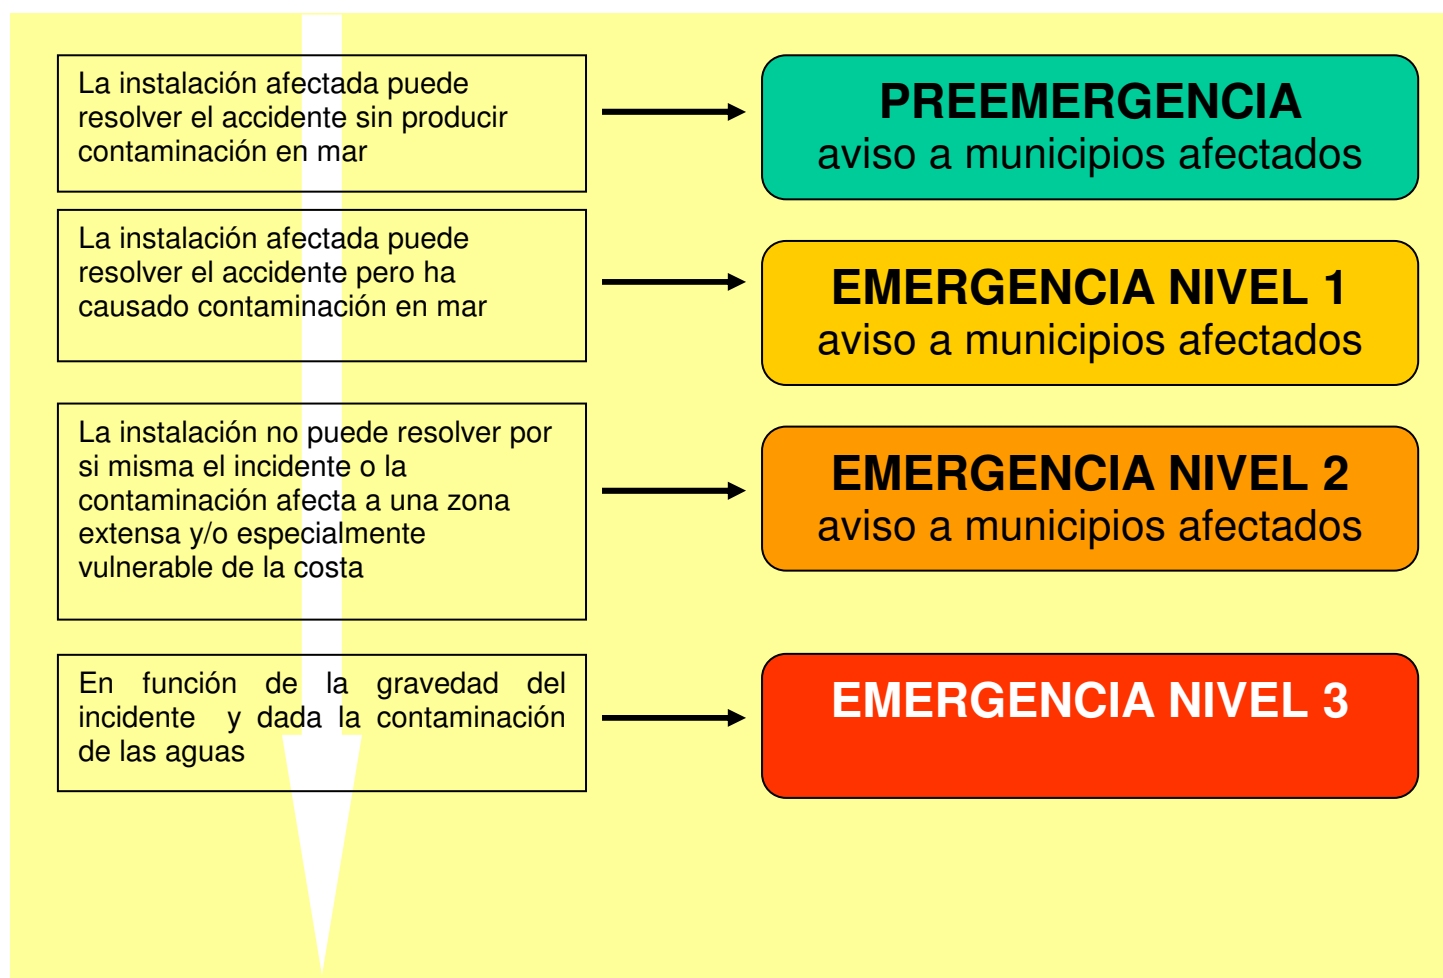 La instalación afectada puede
resolver el accidente sin producir
contaminación en mar
PREEMERGENCIA
aviso a municipios afectados
La instalación afectada puede
resolver el accidente pero ha
causado contaminación en mar
EMERGENCIA NIVEL 1
aviso a municipios afectados
La instalación no puede resolver por
si misma el incidente o la
contaminación afecta a una zona
extensa y/o especialmente
vulnerable de la costa
EMERGENCIA NIVEL 2
aviso a municipios afectados
En función de la gravedad del
incidente y dada la contaminación
de las aguas
EMERGENCIA NIVEL 3